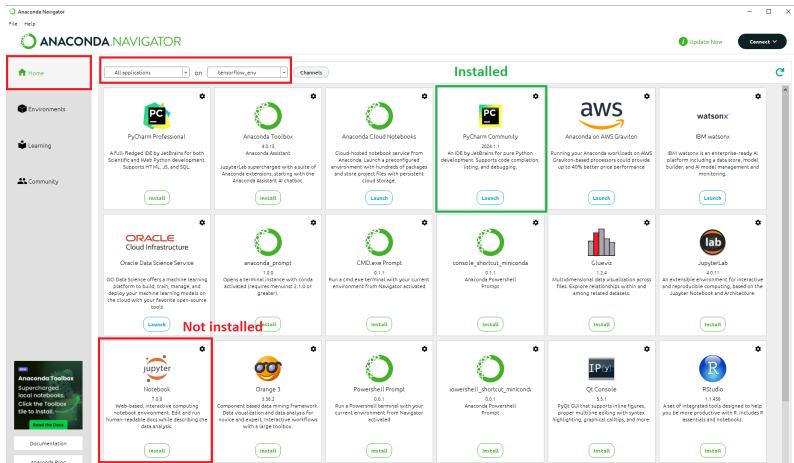 Anaconda Navigator
File Help
ANACONDA.NAVIGATOR
Update Now
Connect
Home
Environments
Learning
Community
All applications on tensorflow_env Channels
Installed
PC
PyCharm Professional
A full-fledged IDE by JetBrains for both
Scientific and Web Python development.
Supports HTML, JS, and SQL.
Install
Anaconda Toolbox
4.0.15
Anaconda Assistant.
JupyterLab supercharged with a suite of
Anaconda extensions, starting with the
Anaconda Assistant AI chatbot.
Install
Anaconda Cloud Notebooks
Cloud-hosted notebook service from
Anaconda. Launch a preconfigured
environment with hundreds of packages
and store project files with persistent
cloud storage.
Launch
PC
PyCharm Community
2024.1.1
An IDE by JetBrains for pure Python
development. Supports code completion,
listing, and debugging.
Launch
aws
Anaconda on AWS Graviton
Running your Anaconda workloads on AWS
Graviton-based processors could provide
up to 40% better price performance
Launch
watsonx
IBM watsonx
IBM watsonx is an enterprise-ready AI
platform including a data store, model
builder, and AI model management and
monitoring.
Launch
ORACLE
Cloud Infrastructure
Oracle Data Science Service
OCI Data Science offers a machine learning
platform to build, train, manage, and
deploy your machine learning models on
the cloud with your favorite open-source
tools
Launch
anaconda_prompt
1.0.0
Opens a terminal instance with conda
activated (requires menuinst 2.1.0 or
greater).
Install
CMD.exe Prompt
0.1.1
Run a cmd.exe terminal with your current
environment from Navigator activated
Install
console_shortcut_miniconda
0.1.1
Anaconda Powershell
Prompt
Install
Glueviz
1.2.4
Multidimensional data visualization across
files. Explore relationships within and
among related datasets.
Install
lab
JupyterLab
4.0.11
An extensible environment for interactive
and reproducible computing, based on the
Jupyter Notebook and Architecture.
Install
Not installed
jupyter
Notebook
7.0.8
Web-based, interactive computing
notebook environment. Edit and run
human-readable docs while describing the
data analysis.
Install
Orange 3
3.36.2
Component based data mining framework.
Data visualization and data analysis for
novice and expert. Interactive workflows
with a large toolbox.
Install
Powershell Prompt
0.0.1
Run a Powershell terminal with your
current environment from Navigator
activated
Install
powershell_shortcut_miniconda
0.0.1
Anaconda Powershell
Prompt
Install
IP[y]
Qt Console
5.5.1
PyQt GUI that supports inline figures,
proper multiline editing with syntax
highlighting, graphical calltips, and more.
Install
R
RStudio
1.1.456
A set of integrated tools designed to help
you be more productive with R. Includes R
essentials and notebooks.
Install
Anaconda Toolbox
Supercharged
local notebooks.
Click the Toolbox
tile to Install.
Read the Docs
Documentation
Anaconda Blog